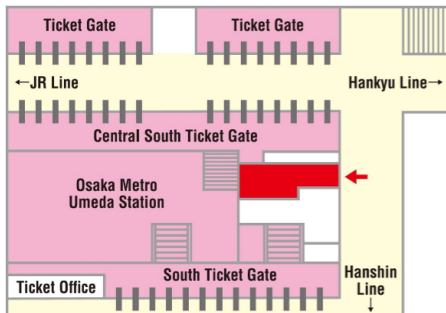 Ticket Gate
Ticket Gate
←JR Line
Hankyu Line→
Central South Ticket Gate
Osaka Metro
Umeda Station
South Ticket Gate
Ticket Office
Hanshin
Line
↓